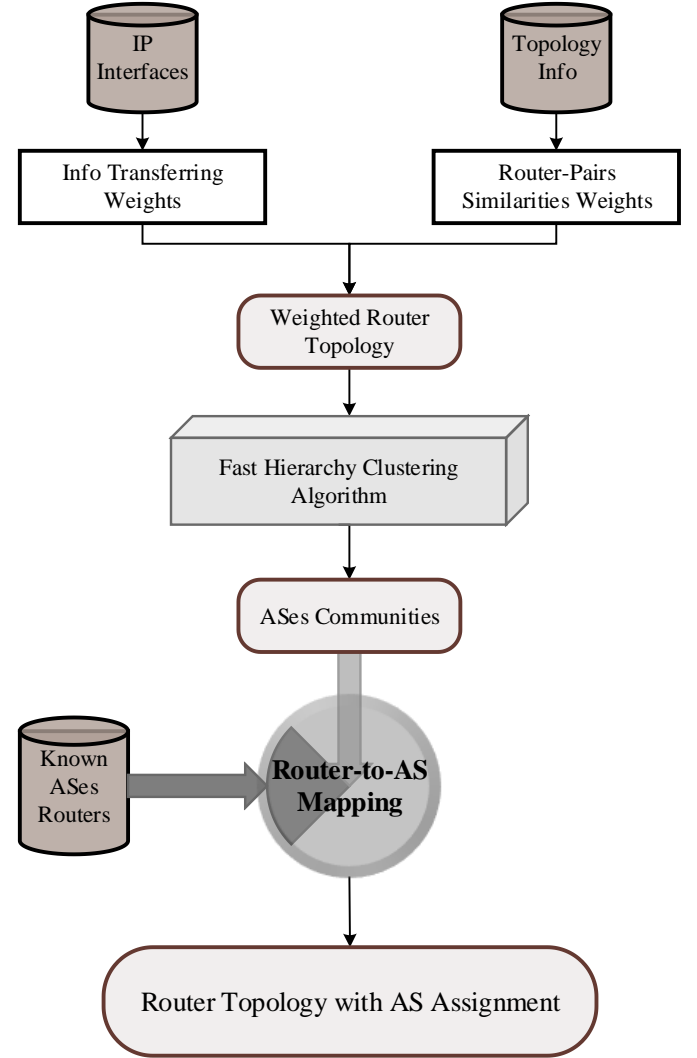 IP
Interfaces
Topology
Info
Info Transferring
Weights
Router-Pairs
Similarities Weights
Weighted Router
Topology
Fast Hierarchy Clustering
Algorithm
ASes Communities
Known
ASes
Routers
Router-to-AS
Mapping
Router Topology with AS Assignment